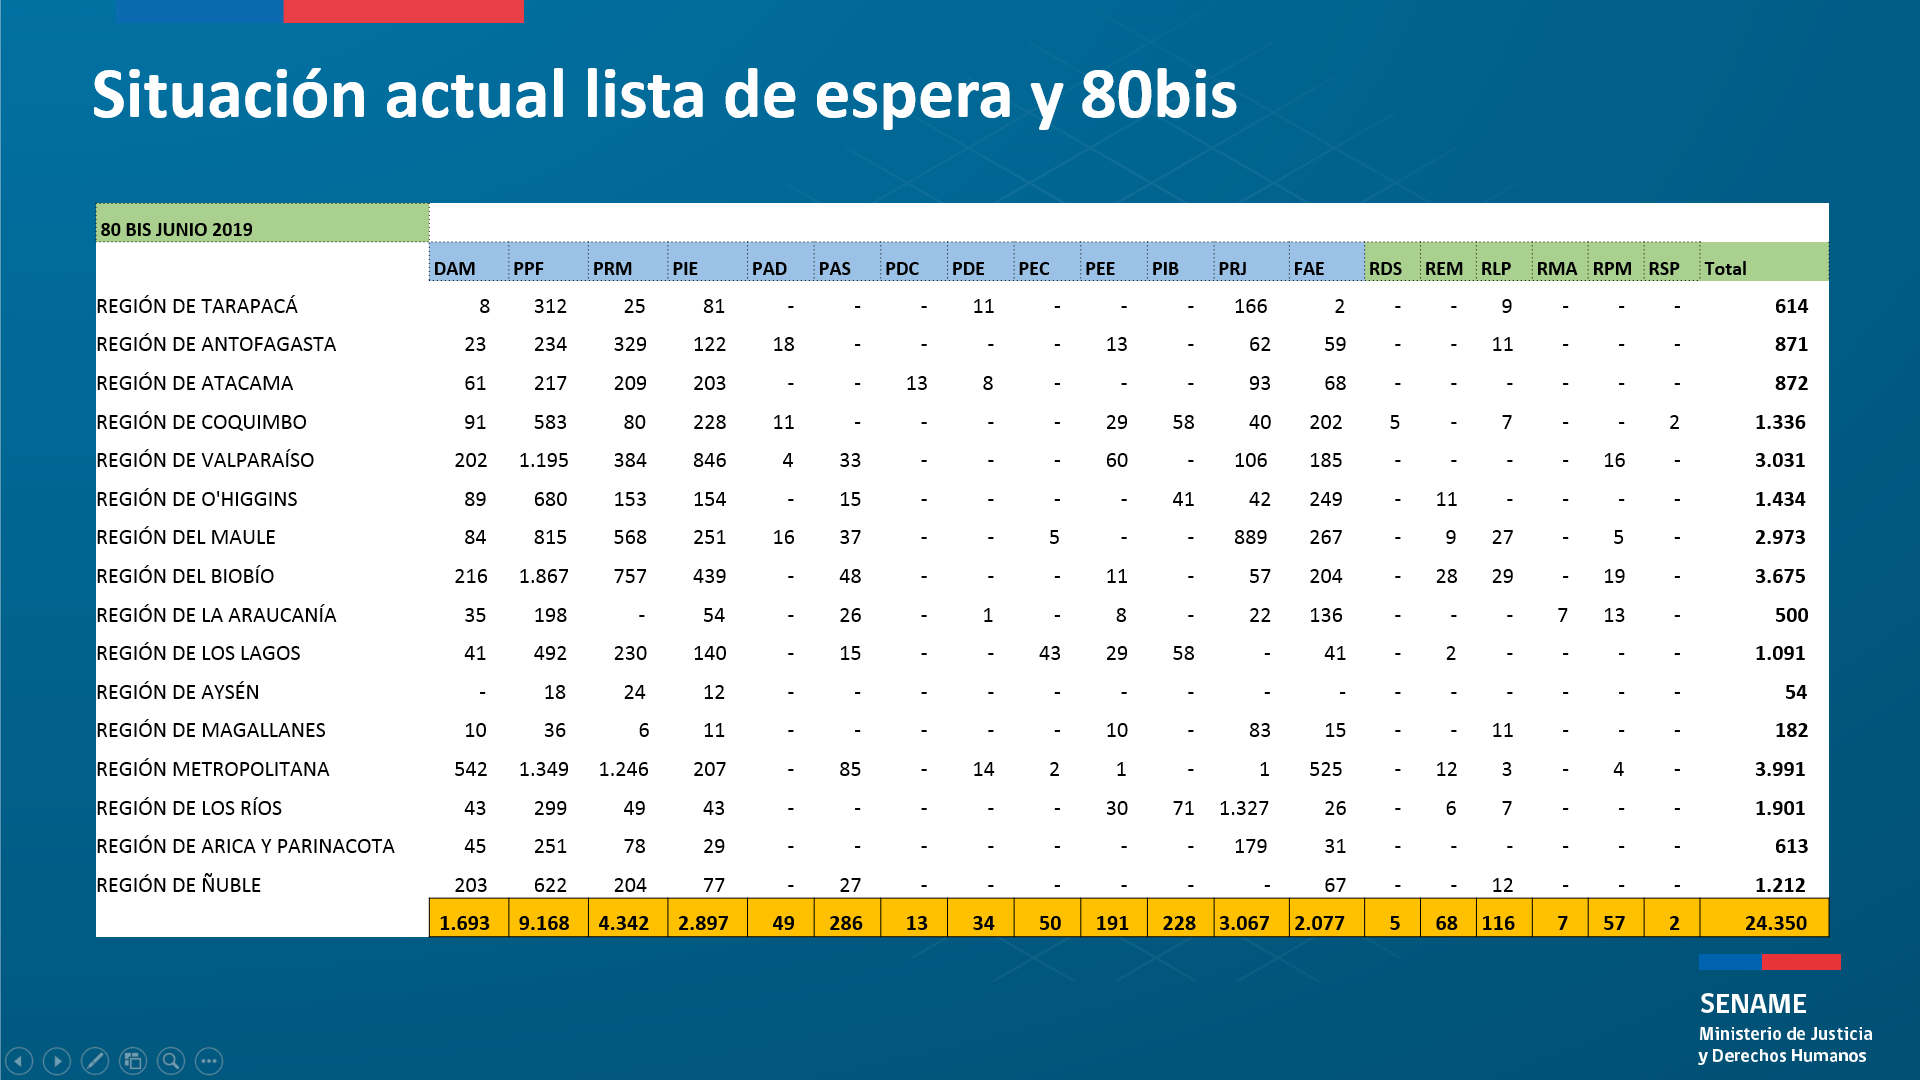 Situación actual lista de espera y 80bis
80 BIS JUNIO 2019
DAM PPF PRM PIE PAD PAS PDC PDE PEC PEE PIB PRJ FAE RDS REM RLP RMA RPM RSP Total
REGIÓN DE TARAPACÁ 8 312 25 81 - - - 11 - - - 166 2 - - 9 - - - 614
REGIÓN DE ANTOFAGASTA 23 234 329 122 18 - - - - 13 - 62 59 - - 11 - - - 871
REGIÓN DE ATACAMA 61 217 209 203 - - 13 8 - - - 93 68 - - - - - - 872
REGIÓN DE COQUIMBO 91 583 80 228 11 - - - - 29 58 40 202 5 - 7 - - 2 1.336
REGIÓN DE VALPARAÍSO 202 1.195 384 846 4 33 - - - 60 - 106 185 - - - - 16 - 3.031
REGIÓN DE O'HIGGINS 89 680 153 154 - 15 - - - - 41 42 249 - 11 - - - - 1.434
REGIÓN DEL MAULE 84 815 568 251 16 37 - - 5 - - 889 267 - 9 27 - 5 - 2.973
REGIÓN DEL BIOBÍO 216 1.867 757 439 - 48 - - - 11 - 57 204 - 28 29 - 19 - 3.675
REGIÓN DE LA ARAUCANÍA 35 198 - 54 - 26 - 1 - 8 - 22 136 - - - 7 13 - 500
REGIÓN DE LOS LAGOS 41 492 230 140 - 15 - - 43 29 58 - 41 - 2 - - - - 1.091
REGIÓN DE AYSÉN - 18 24 12 - - - - - - - - - - - - - - - 54
REGIÓN DE MAGALLANES 10 36 6 11 - - - - - 10 - 83 15 - - 11 - - - 182
REGIÓN METROPOLITANA 542 1.349 1.246 207 - 85 - 14 2 1 - 1 525 - 12 3 - 4 - 3.991
REGIÓN DE LOS RÍOS 43 299 49 43 - - - - - 30 71 1.327 26 - 6 7 - - - 1.901
REGIÓN DE ARICA Y PARINACOTA 45 251 78 29 - - - - - - - 179 31 - - - - - - 613
REGIÓN DE ÑUBLE 203 622 204 77 - 27 - - - - - - 67 - - 12 - - - 1.212
1.693 9.168 4.342 2.897 49 286 13 34 50 191 228 3.067 2.077 5 68 116 7 57 2 24.350
SENAME
Ministerio de Justicia
y Derechos Humanos